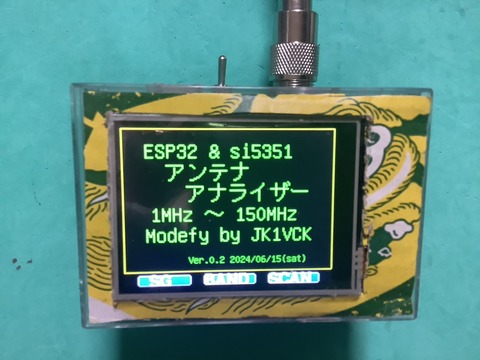 ESP32 & si5351
アンテナ
アナライザー
1MHz ～ 150MHz
Modefy by JK1VCK
Ver.0.2 2024/06/15(sat)
SG BAND SCAN